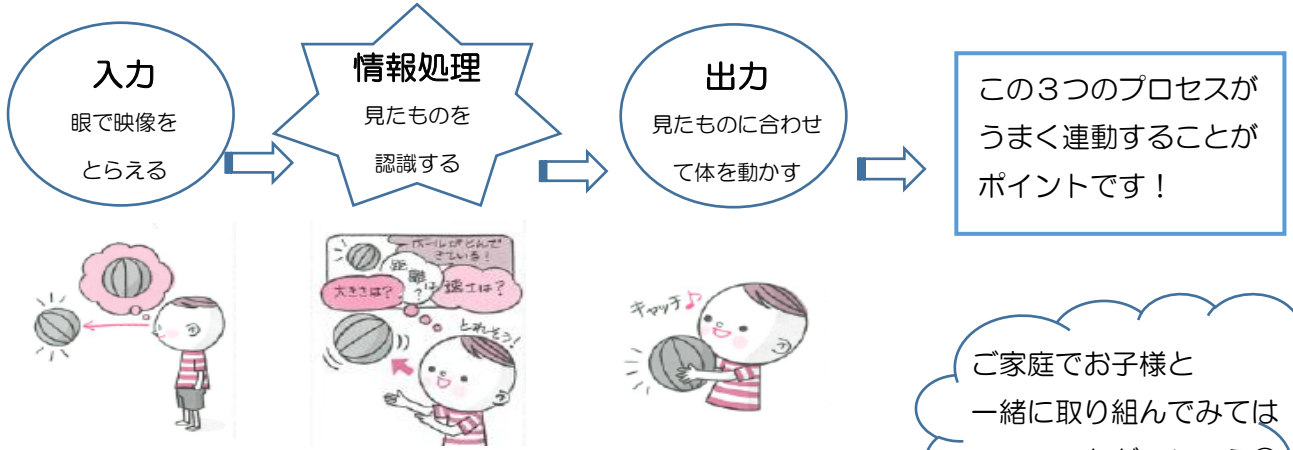 入力
眼で映像を
とらえる
情報処理
見たものを
認識する
出力
見たものに合わせ
て体を動かす
この３つのプロセスが
うまく連動することが
ポイントです！
ボールがとんで
きている！
距離は？
大きさは？
速さは？
とれそう！
キャッチ♪
ご家庭でお子様と
一緒に取り組んでみては